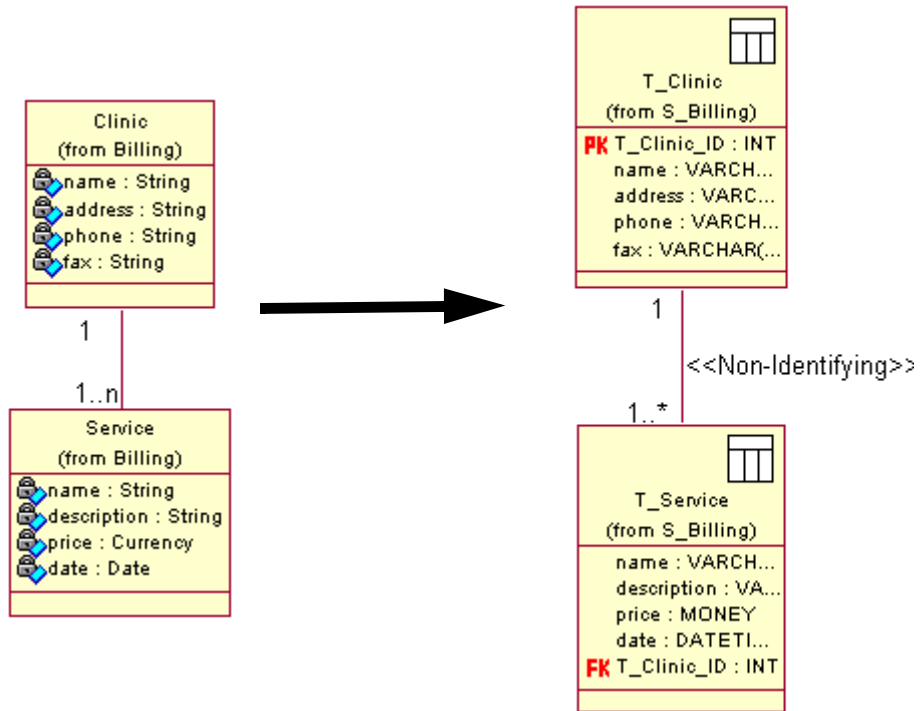 Clinic
(from Billing)
name : String
address : String
phone : String
fax : String
1
1..n
Service
(from Billing)
name : String
description : String
price : Currency
date : Date
T_Clinic
(from S_Billing)
PK T_Clinic_ID : INT
name : VARCH...
address : VARC...
phone : VARCH...
fax : VARCHAR(...
1
<<Non-Identifying>>
1..*
T_Service
(from S_Billing)
name : VARCH...
description : VA...
price : MONEY
date : DATETI...
FK T_Clinic_ID : INT